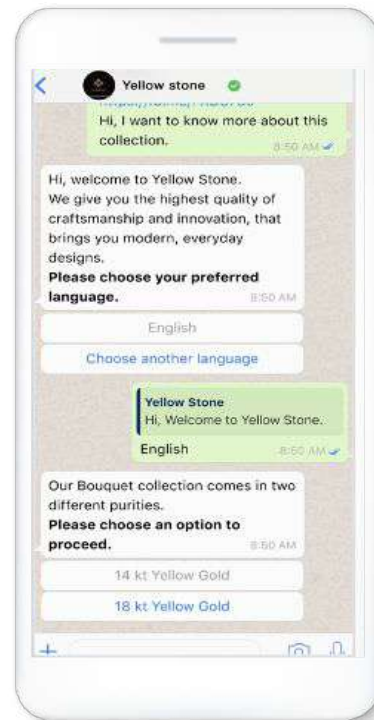 Yellow stone
Hi, I want to know more about this
collection.
8:50 AM
Hi, welcome to Yellow Stone.
We give you the highest quality of
craftsmanship and innovation, that
brings you modern, everyday
designs.
Please choose your preferred
language.
8:50 AM
English
Choose another language
Yellow Stone
Hi, Welcome to Yellow Stone.
English
8:50 AM
Our Bouquet collection comes in two
different purities.
Please choose an option to
proceed.
8:50 AM
14 kt Yellow Gold
18 kt Yellow Gold